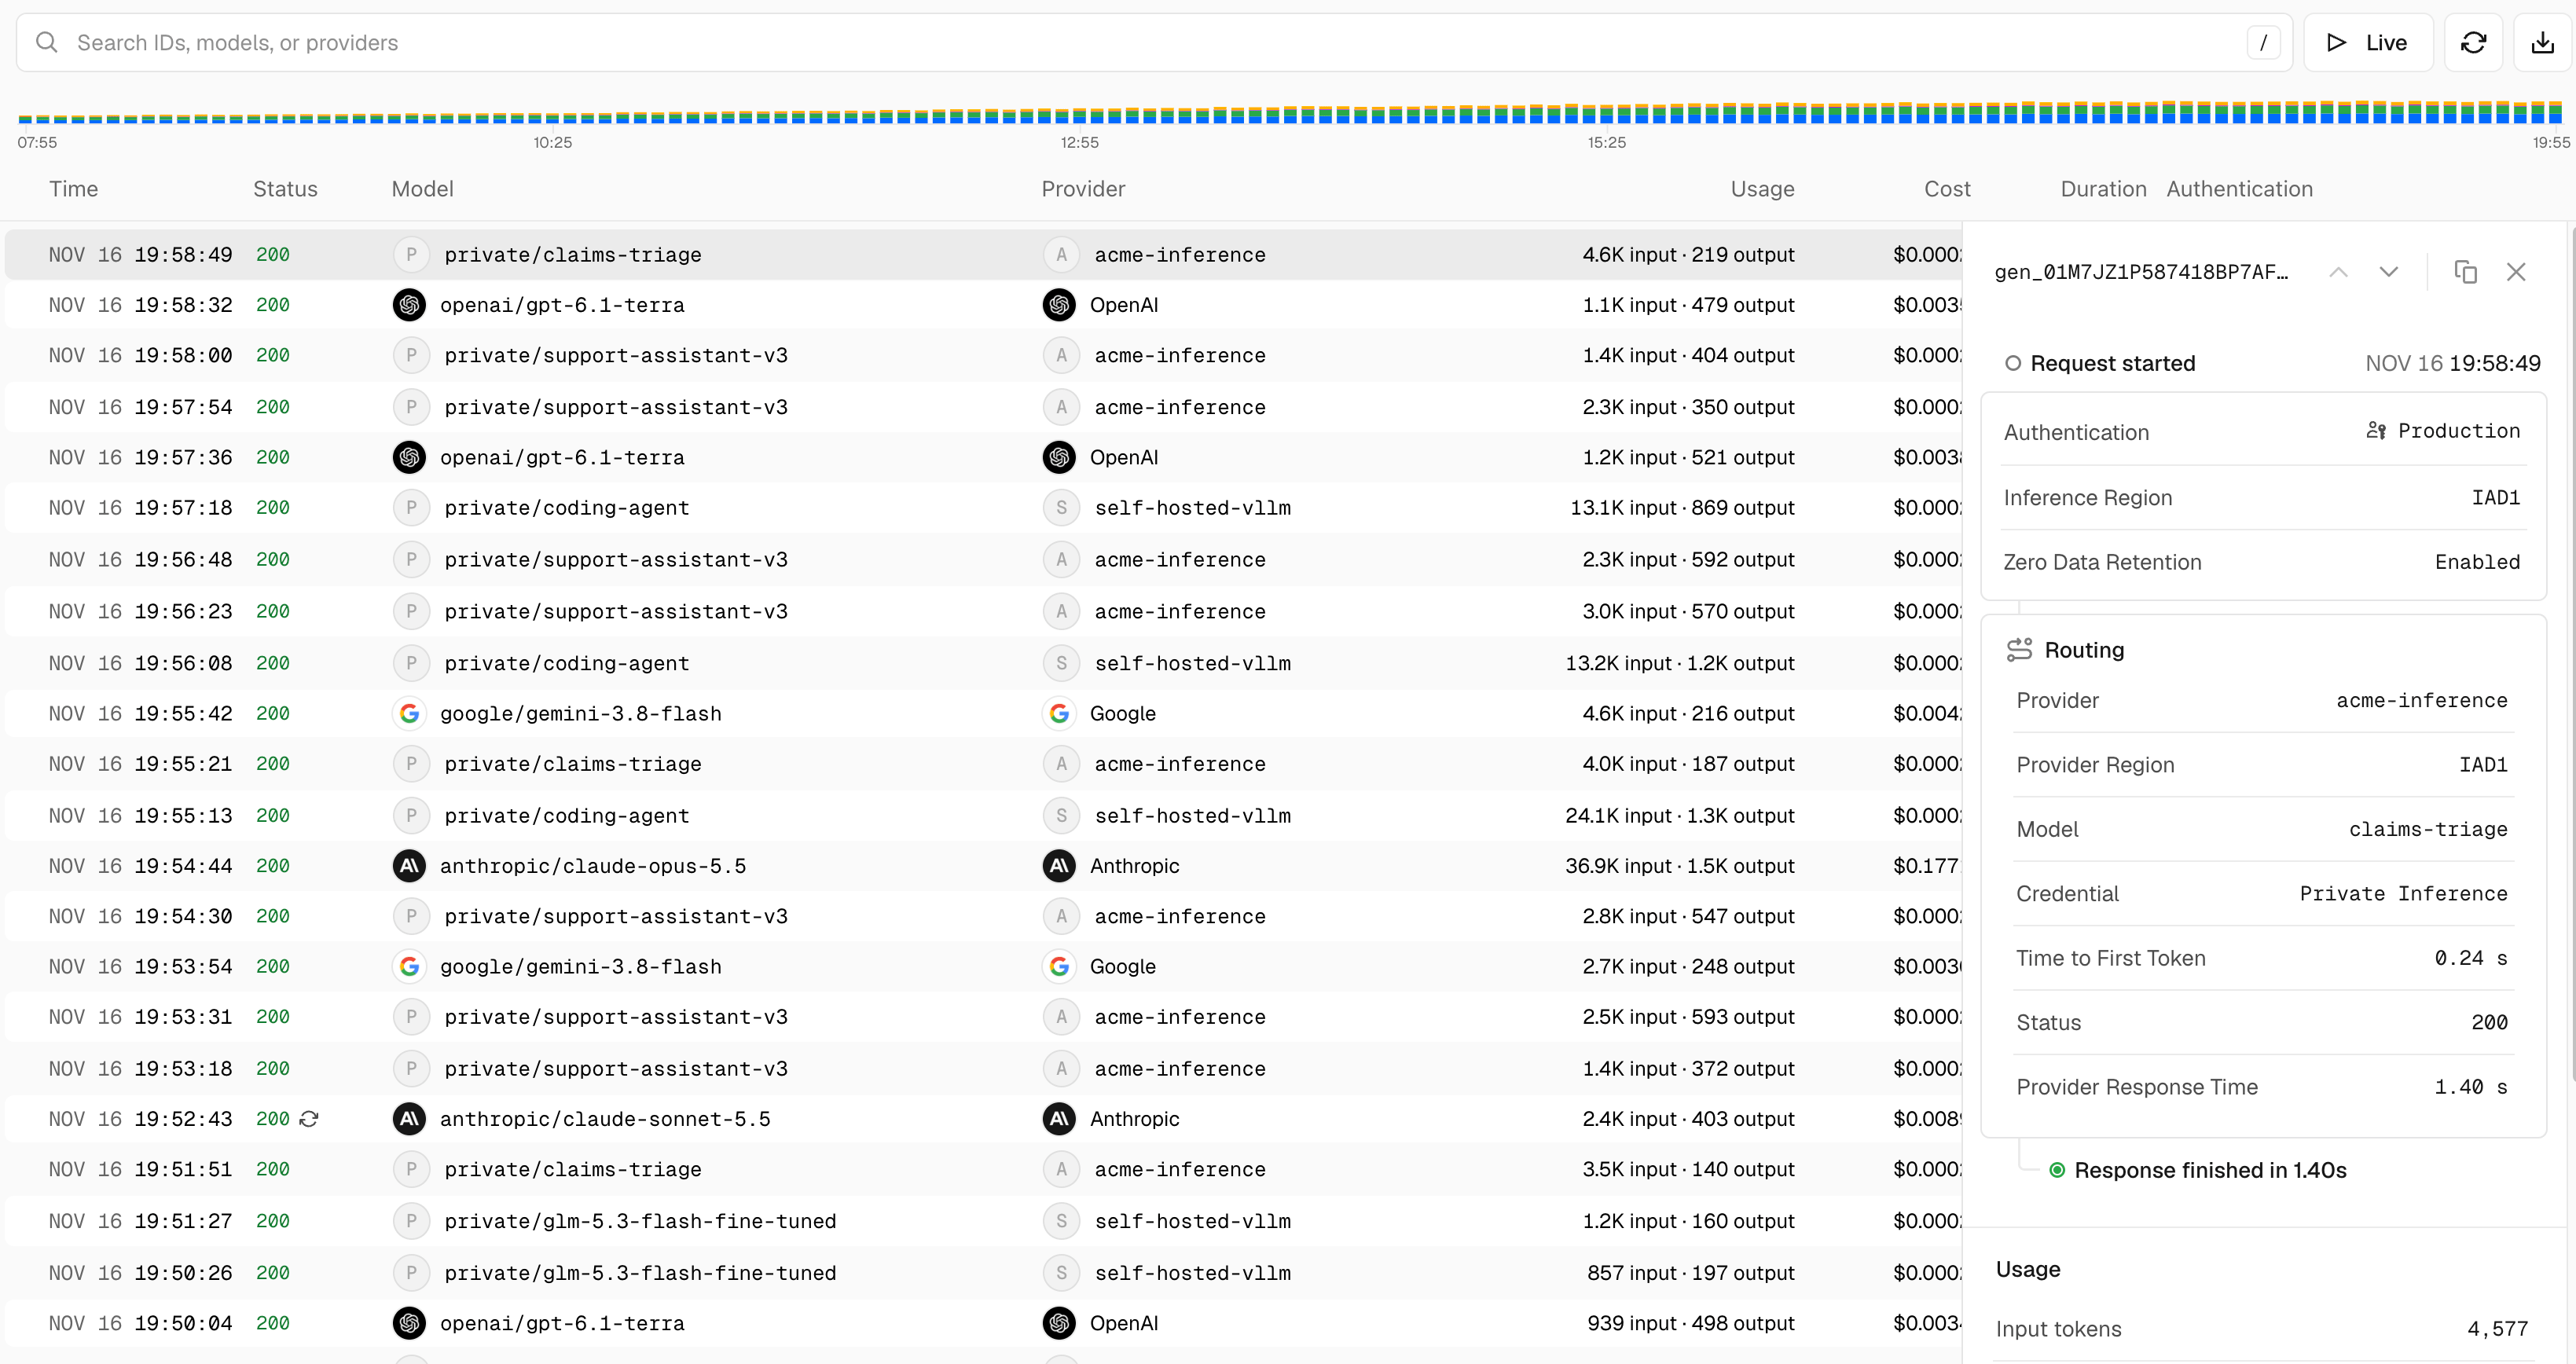 Search IDs, models, or providers
/
Live
07:55 10:25 12:55 15:25 19:55
Time Status Model Provider Usage Cost Duration Authentication
NOV 16 19:58:49 200 P private/claims-triage A acme-inference 4.6K input · 219 output
NOV 16 19:58:32 200 openai/gpt-6.1-terra OpenAI 1.1K input · 479 output
NOV 16 19:58:00 200 P private/support-assistant-v3 A acme-inference 1.4K input · 404 output
NOV 16 19:57:54 200 P private/support-assistant-v3 A acme-inference 2.3K input · 350 output
NOV 16 19:57:36 200 openai/gpt-6.1-terra OpenAI 1.2K input · 521 output
NOV 16 19:57:18 200 P private/coding-agent S self-hosted-vllm 13.1K input · 869 output
NOV 16 19:56:48 200 P private/support-assistant-v3 A acme-inference 2.3K input · 592 output
NOV 16 19:56:23 200 P private/support-assistant-v3 A acme-inference 3.0K input · 570 output
NOV 16 19:56:08 200 P private/coding-agent S self-hosted-vllm 13.2K input · 1.2K output
NOV 16 19:55:42 200 google/gemini-3.8-flash Google 4.6K input · 216 output
NOV 16 19:55:21 200 P private/claims-triage A acme-inference 4.0K input · 187 output
NOV 16 19:55:13 200 P private/coding-agent S self-hosted-vllm 24.1K input · 1.3K output
NOV 16 19:54:44 200 anthropic/claude-opus-5.5 Anthropic 36.9K input · 1.5K output
NOV 16 19:54:30 200 P private/support-assistant-v3 A acme-inference 2.8K input · 547 output
NOV 16 19:53:54 200 google/gemini-3.8-flash Google 2.7K input · 248 output
NOV 16 19:53:31 200 P private/support-assistant-v3 A acme-inference 2.5K input · 593 output
NOV 16 19:53:18 200 P private/support-assistant-v3 A acme-inference 1.4K input · 372 output
NOV 16 19:52:43 200 anthropic/claude-sonnet-5.5 Anthropic 2.4K input · 403 output
NOV 16 19:51:51 200 P private/claims-triage A acme-inference 3.5K input · 140 output
NOV 16 19:51:27 200 P private/glm-5.3-flash-fine-tuned S self-hosted-vllm 1.2K input · 160 output
NOV 16 19:50:26 200 P private/glm-5.3-flash-fine-tuned S self-hosted-vllm 857 input · 197 output
NOV 16 19:50:04 200 openai/gpt-6.1-terra OpenAI 939 input · 498 output
gen_01M7JZ1P587418BP7AF…
Request started NOV 16 19:58:49
Authentication Production
Inference Region IAD1
Zero Data Retention Enabled
Routing
Provider acme-inference
Provider Region IAD1
Model claims-triage
Credential Private Inference
Time to First Token 0.24 s
Status 200
Provider Response Time 1.40 s
Response finished in 1.40s
Usage
Input tokens 4,577